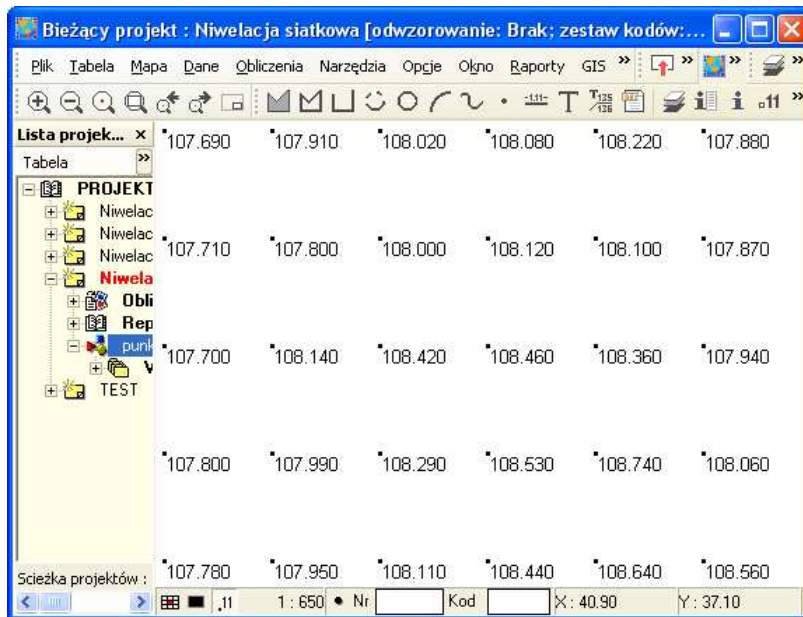 Bieżący projekt : Niwelacja siatkowa [odwzorowanie: Brak; zestaw kodów:...
Plik Tabela Mapa Dane Obliczenia Narzędzia Opcje Okno Raporty GIS
Lista projek...
Tabela
PROJEKT
Niwelac
Niwelac
Niwelac
Niwela
Obli
Rep
punk
V
TEST
Scieżka projektów :
107.690 107.910 108.020 108.080 108.220 107.880
107.710 107.800 108.000 108.120 108.100 107.870
107.700 108.140 108.420 108.460 108.360 107.940
107.800 107.990 108.290 108.530 108.740 108.060
107.780 107.950 108.110 108.440 108.640 108.560
.11 1 : 650 Nr Kod X : 40.90 Y : 37.10